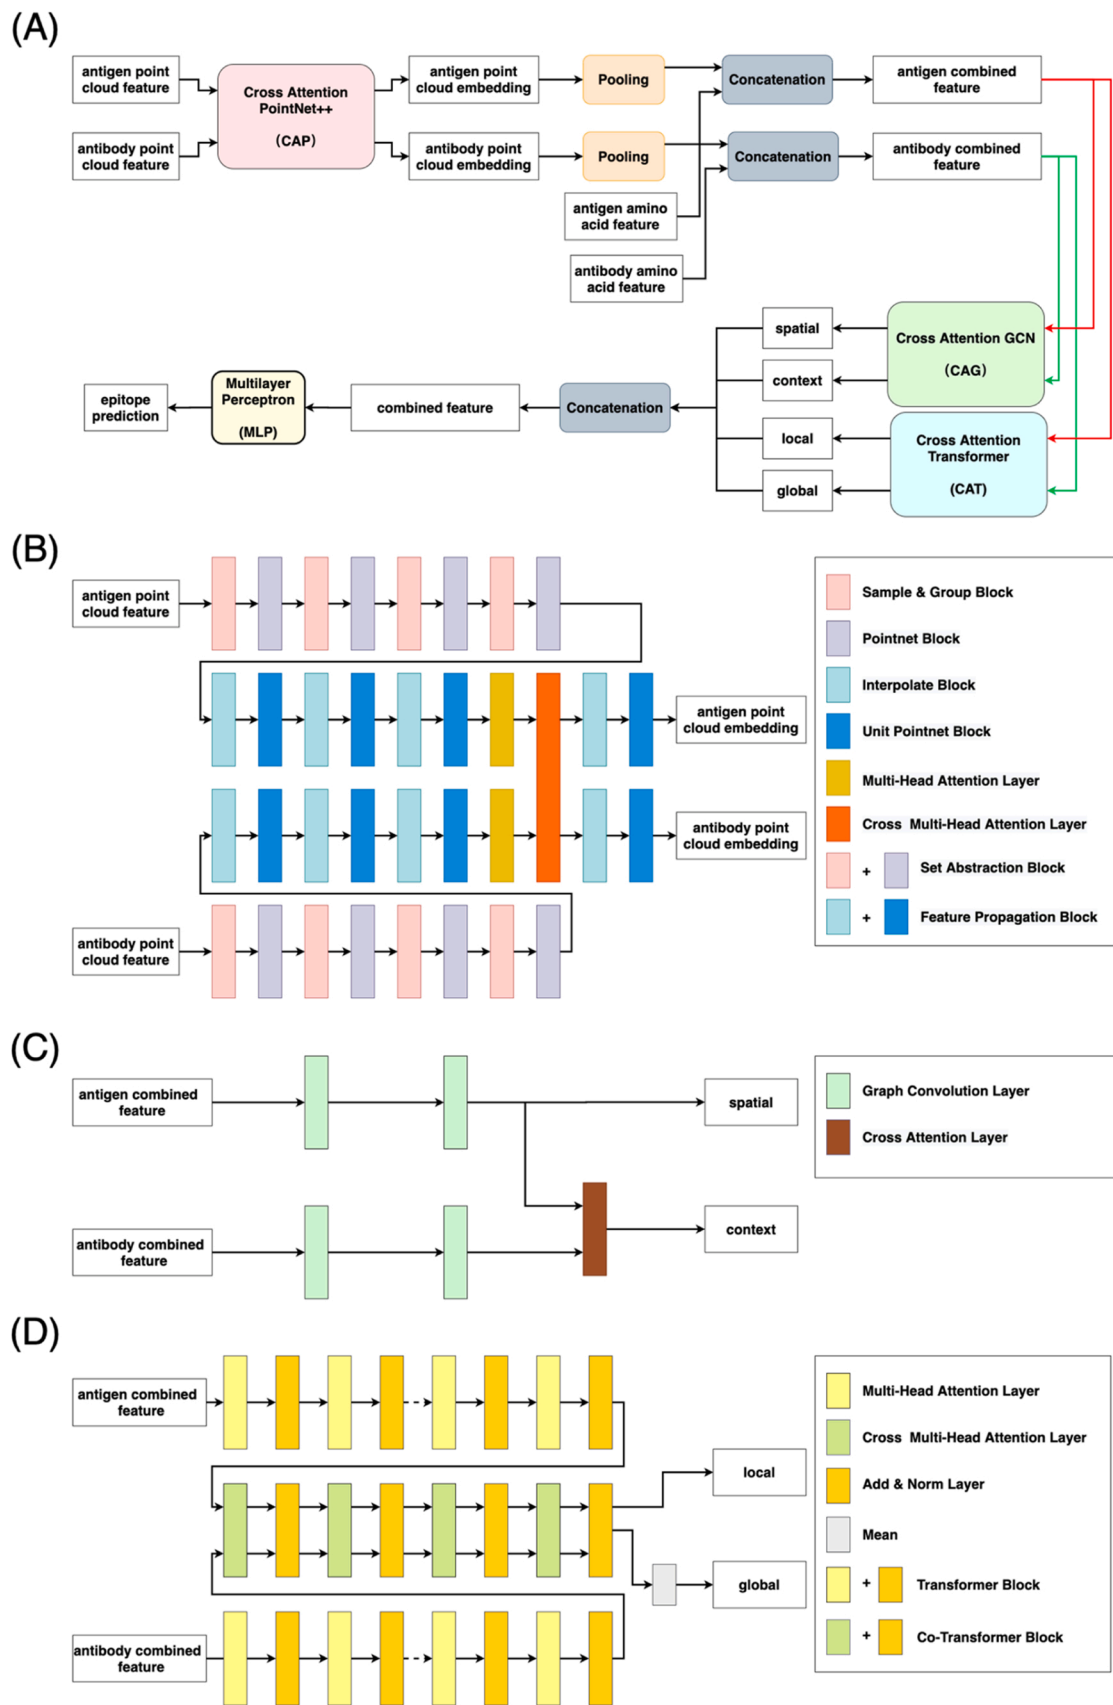 (A)
antigen point
cloud feature
antibody point
cloud feature
Cross Attention
PointNet++
(CAP)
antigen point
cloud embedding
antibody point
cloud embedding
Pooling
Pooling
Concatenation
Concatenation
antigen combined
feature
antibody combined
feature
antigen amino
acid feature
antibody amino
acid feature
Cross Attention GCN
(CAG)
Cross Attention
Transformer
(CAT)
spatial
context
local
global
Concatenation
combined feature
Multilayer
Perceptron
(MLP)
epitope
prediction
(B)
antigen point
cloud feature
antigen point
cloud embedding
antibody point
cloud embedding
antibody point
cloud feature
Sample & Group Block
Pointnet Block
Interpolate Block
Unit Pointnet Block
Multi-Head Attention Layer
Cross Multi-Head Attention Layer
+ Set Abstraction Block
+ Feature Propagation Block
(C)
antigen combined
feature
antibody combined
feature
spatial
context
Graph Convolution Layer
Cross Attention Layer
(D)
antigen combined
feature
antibody combined
feature
local
global
Multi-Head Attention Layer
Cross Multi-Head Attention Layer
Add & Norm Layer
Mean
+ Transformer Block
+ Co-Transformer Block